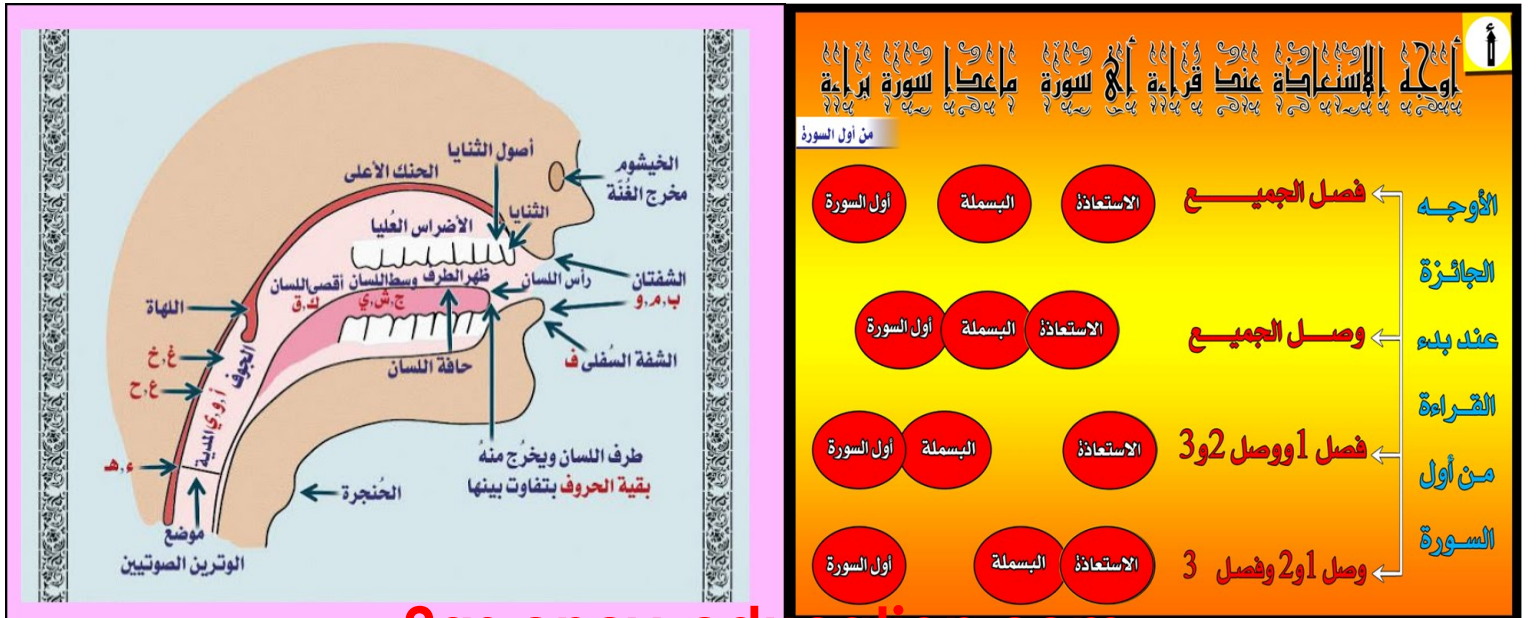 أ
أوجه الاستعاذة عند قراءة أي سورة ماعدا سورة براءة
من أول السورة
الأوجه
الجائزة
عند بدء
القراءة
من أول
السورة
فصل الجميع
الاستعاذة
البسملة
أول السورة
وصل الجميع
الاستعاذة
البسملة
أول السورة
فصل 1 ووصل 2و3
الاستعاذة
البسملة
أول السورة
وصل 1و2 وفصل 3
الاستعاذة
البسملة
أول السورة
أصول الثنايا
الخيشوم
مخرج الغُنّة
الحنك الأعلى
الثنايا
الأضراس العُليا
الشفتان
ب,م,و
رأس اللسان
ظهر الطرف
وسط اللسان
ج,ش,ي
أقصى اللسان
ك,ق
اللهاة
الشفة السُفلى ف
حافة اللسان
غ,خ
ع,ح
الجوف
أ,و,ي المدية
ء,هـ
طرف اللسان ويخرُج منهُ
بقية الحروف بتفاوت بينها
الحُنجرة
موضع
الوترين الصوتيين